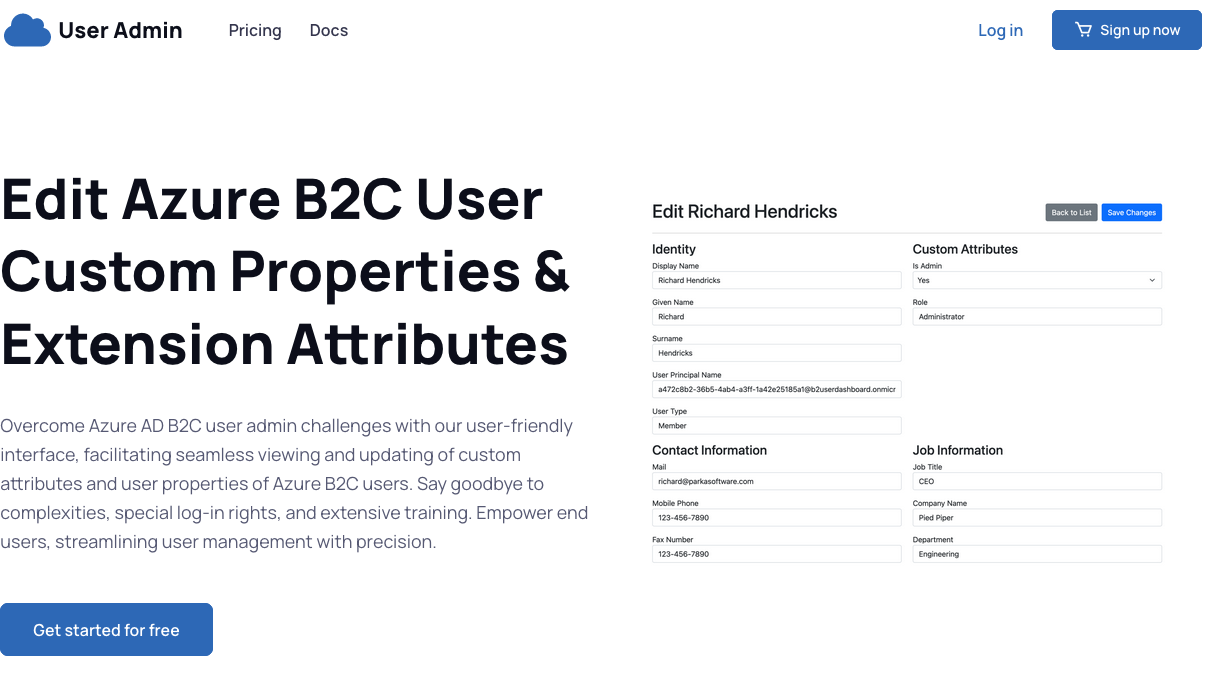 User Admin
Pricing
Docs
Log in
Sign up now
Edit Azure B2C User
Custom Properties &
Extension Attributes
Overcome Azure AD B2C user admin challenges with our user-friendly
interface, facilitating seamless viewing and updating of custom
attributes and user properties of Azure B2C users. Say goodbye to
complexities, special log-in rights, and extensive training. Empower end
users, streamlining user management with precision.
Get started for free
Edit Richard Hendricks
Back to List
Save Changes
Identity
Display Name
Richard Hendricks
Given Name
Richard
Surname
Hendricks
User Principal Name
a472c8b2-36b5-4ab4-a3ff-1a42e25185a1@b2userdashboard.onmicr
User Type
Member
Custom Attributes
Is Admin
Yes
Role
Administrator
Contact Information
Mail
richard@parkasoftware.com
Mobile Phone
123-456-7890
Fax Number
123-456-7890
Job Information
Job Title
CEO
Company Name
Pied Piper
Department
Engineering